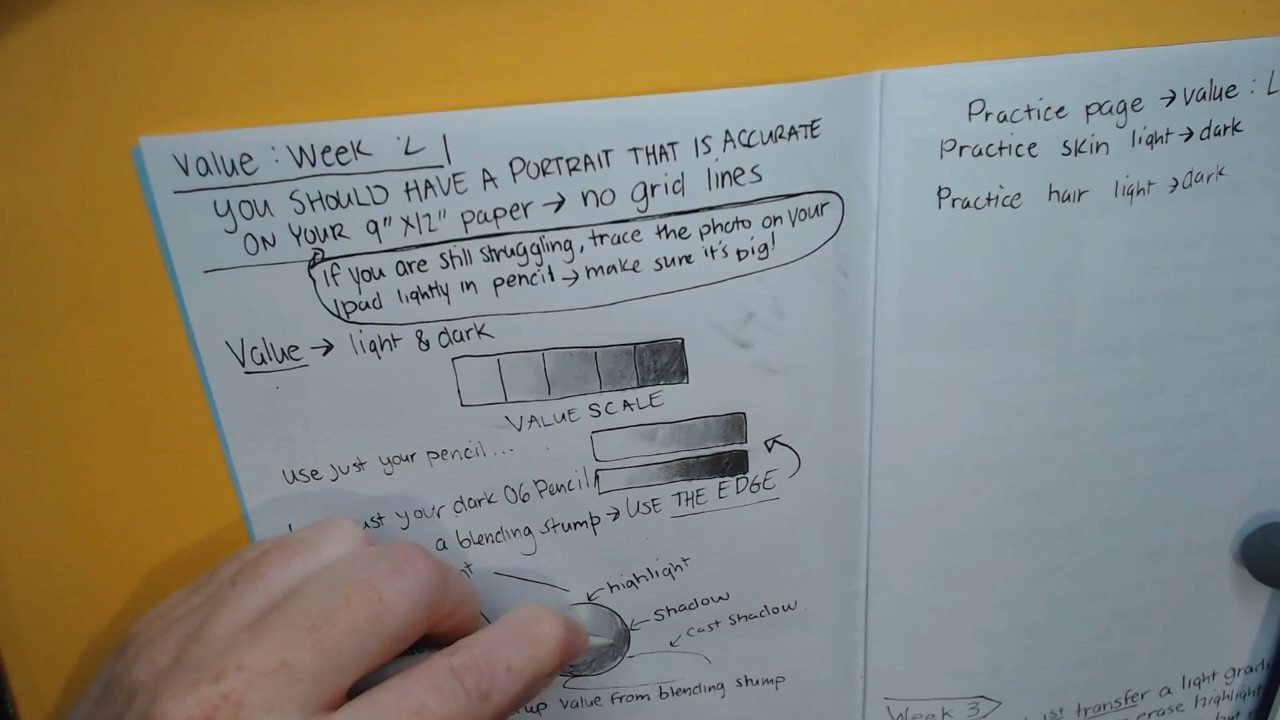 Value : Week
YOU SHOULD HAVE A PORTRAIT THAT IS ACCURATE
ON YOUR 9" X12" paper → no grid lines
If you are still struggling, trace the photo on your
Ipad lightly in pencil → make sure it's big!
Value → light & dark
VALUE SCALE
use just your pencil...
your dark 06 Pencil
a blending stump → USE THE EDGE
highlight
Shadow
cast shadow
up value from blending stump
Practice page → value : L
Practice skin light → dark
Practice hair light → dark
Week 3
transfer a light
erase highlight